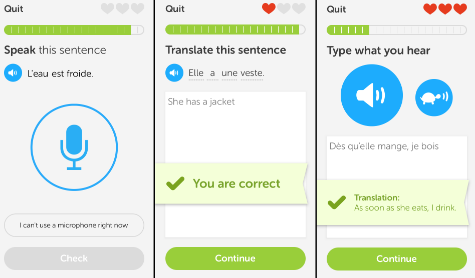 Quit
Speak this sentence
L'eau est froide.
I can't use a microphone right now
Check
Quit
Translate this sentence
Elle a une veste.
She has a jacket
You are correct
Continue
Quit
Type what you hear
Dès qu'elle mange, je bois
Translation:
As soon as she eats, I drink.
Continue